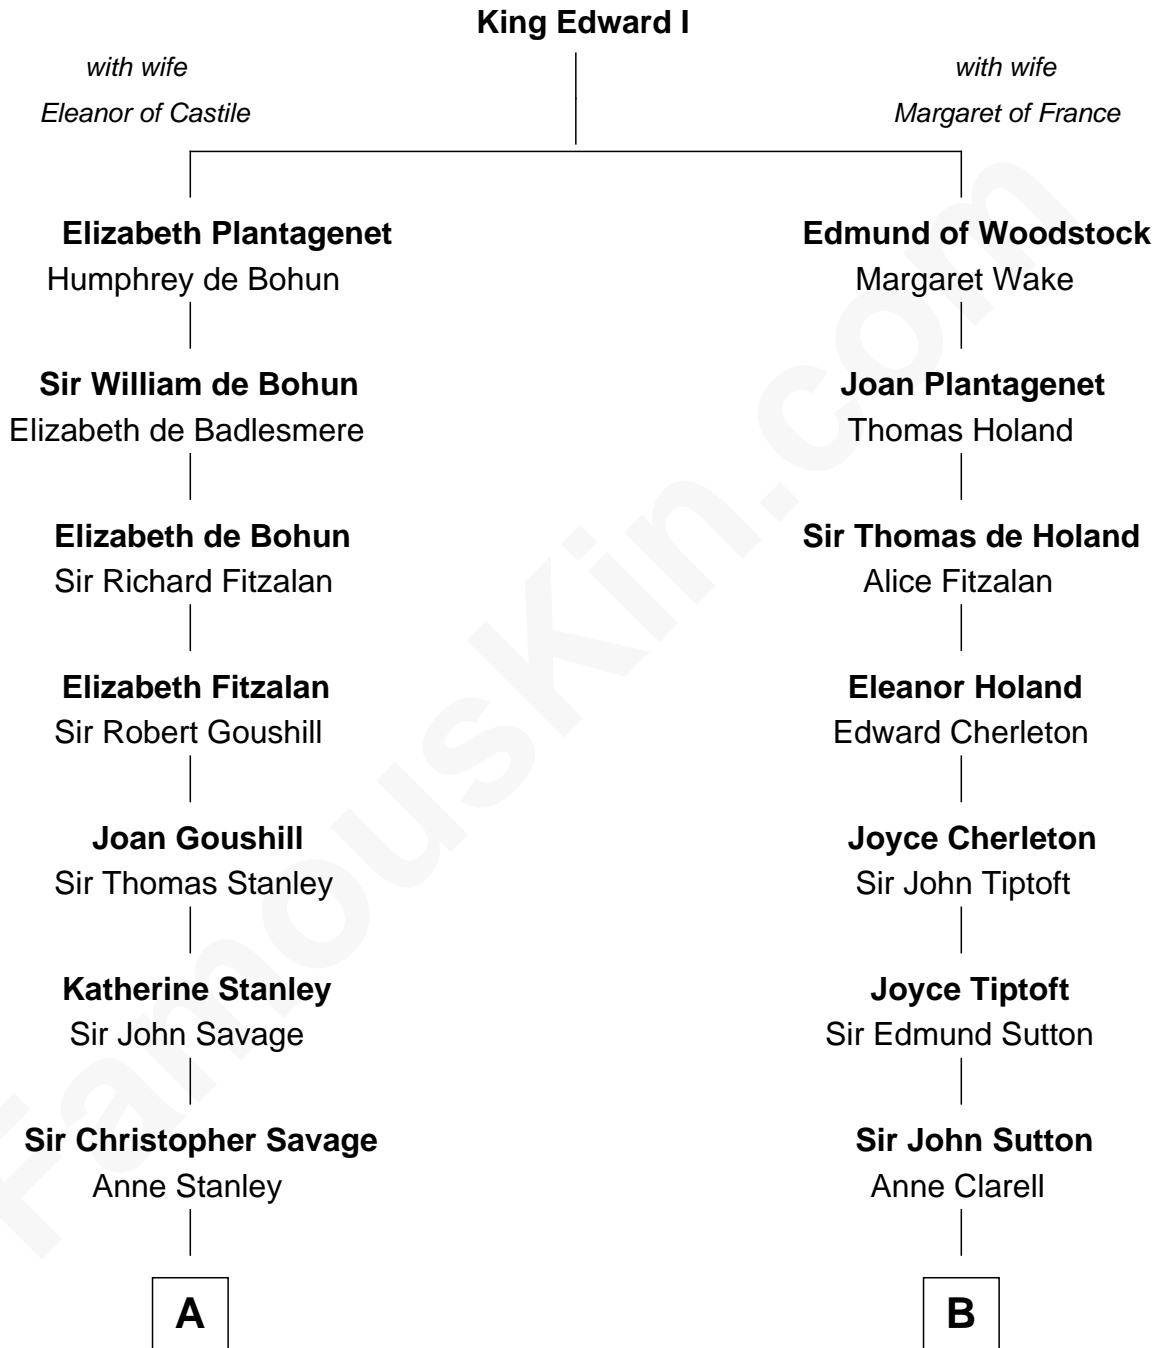 King Edward I
with wife
Eleanor of Castile
with wife
Margaret of France
Elizabeth Plantagenet
Humphrey de Bohun
Edmund of Woodstock
Margaret Wake
Sir William de Bohun
Elizabeth de Badlesmere
Joan Plantagenet
Thomas Holand
Elizabeth de Bohun
Sir Richard Fitzalan
Sir Thomas de Holand
Alice Fitzalan
Elizabeth Fitzalan
Sir Robert Goushill
Eleanor Holand
Edward Cherleton
Joan Goushill
Sir Thomas Stanley
Joyce Cherleton
Sir John Tiptoft
Katherine Stanley
Sir John Savage
Joyce Tiptoft
Sir Edmund Sutton
Sir Christopher Savage
Anne Stanley
Sir John Sutton
Anne Clarell
A
B
FamousKin.com